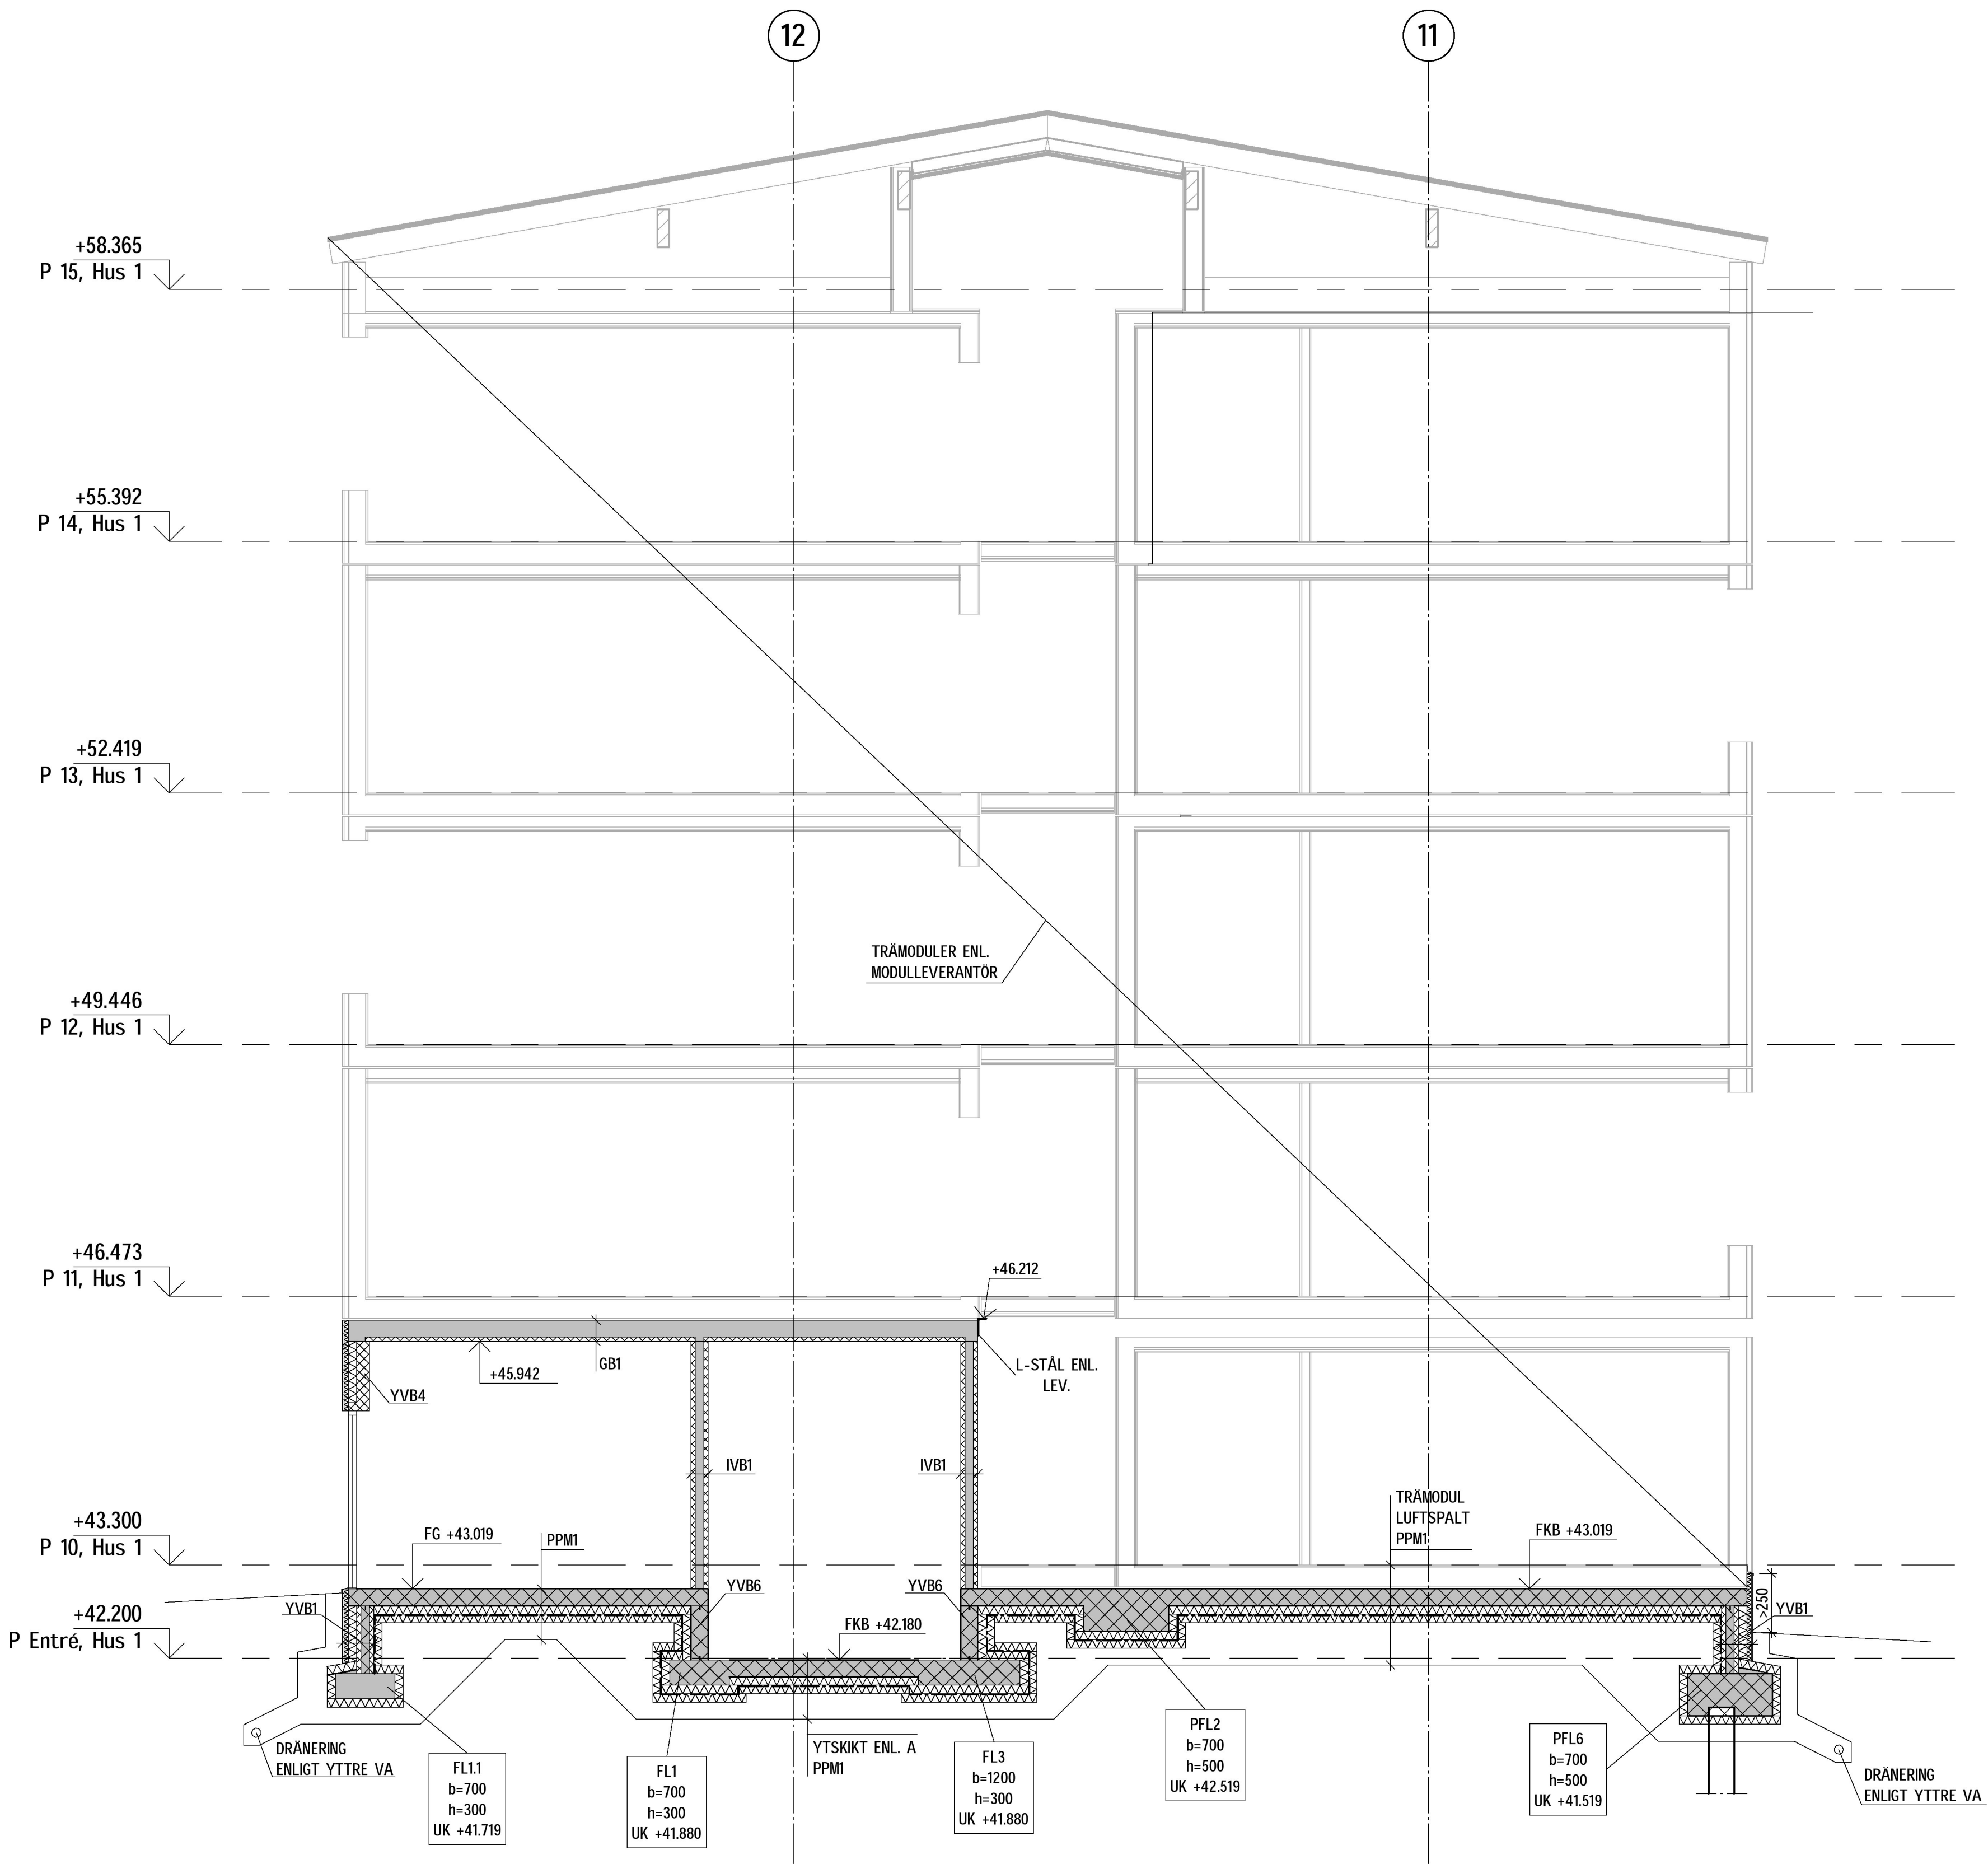 12
11
+58.365
P 15, Hus 1
+55.392
P 14, Hus 1
+52.419
P 13, Hus 1
TRÄMODULER ENL.
MODULLEVERANTÖR
+49.446
P 12, Hus 1
+46.473
P 11, Hus 1
+46.212
GB1
+45.942
L-STÅL ENL.
LEV.
YVB4
IVB1
IVB1
TRÄMODUL
LUFTSPALT
PPM1
+43.300
P 10, Hus 1
FG +43.019
PPM1
FKB +43.019
YVB6
YVB6
YVB1
>250
YVB1
+42.200
P Entré, Hus 1
FKB +42.180
DRÄNERING
ENLIGT YTTRE VA
FL1.1
b=700
h=300
UK +41.719
FL1
b=700
h=300
UK +41.880
YTSKIKT ENL. A
PPM1
FL3
b=1200
h=300
UK +41.880
PFL2
b=700
h=500
UK +42.519
PFL6
b=700
h=500
UK +41.519
DRÄNERING
ENLIGT YTTRE VA